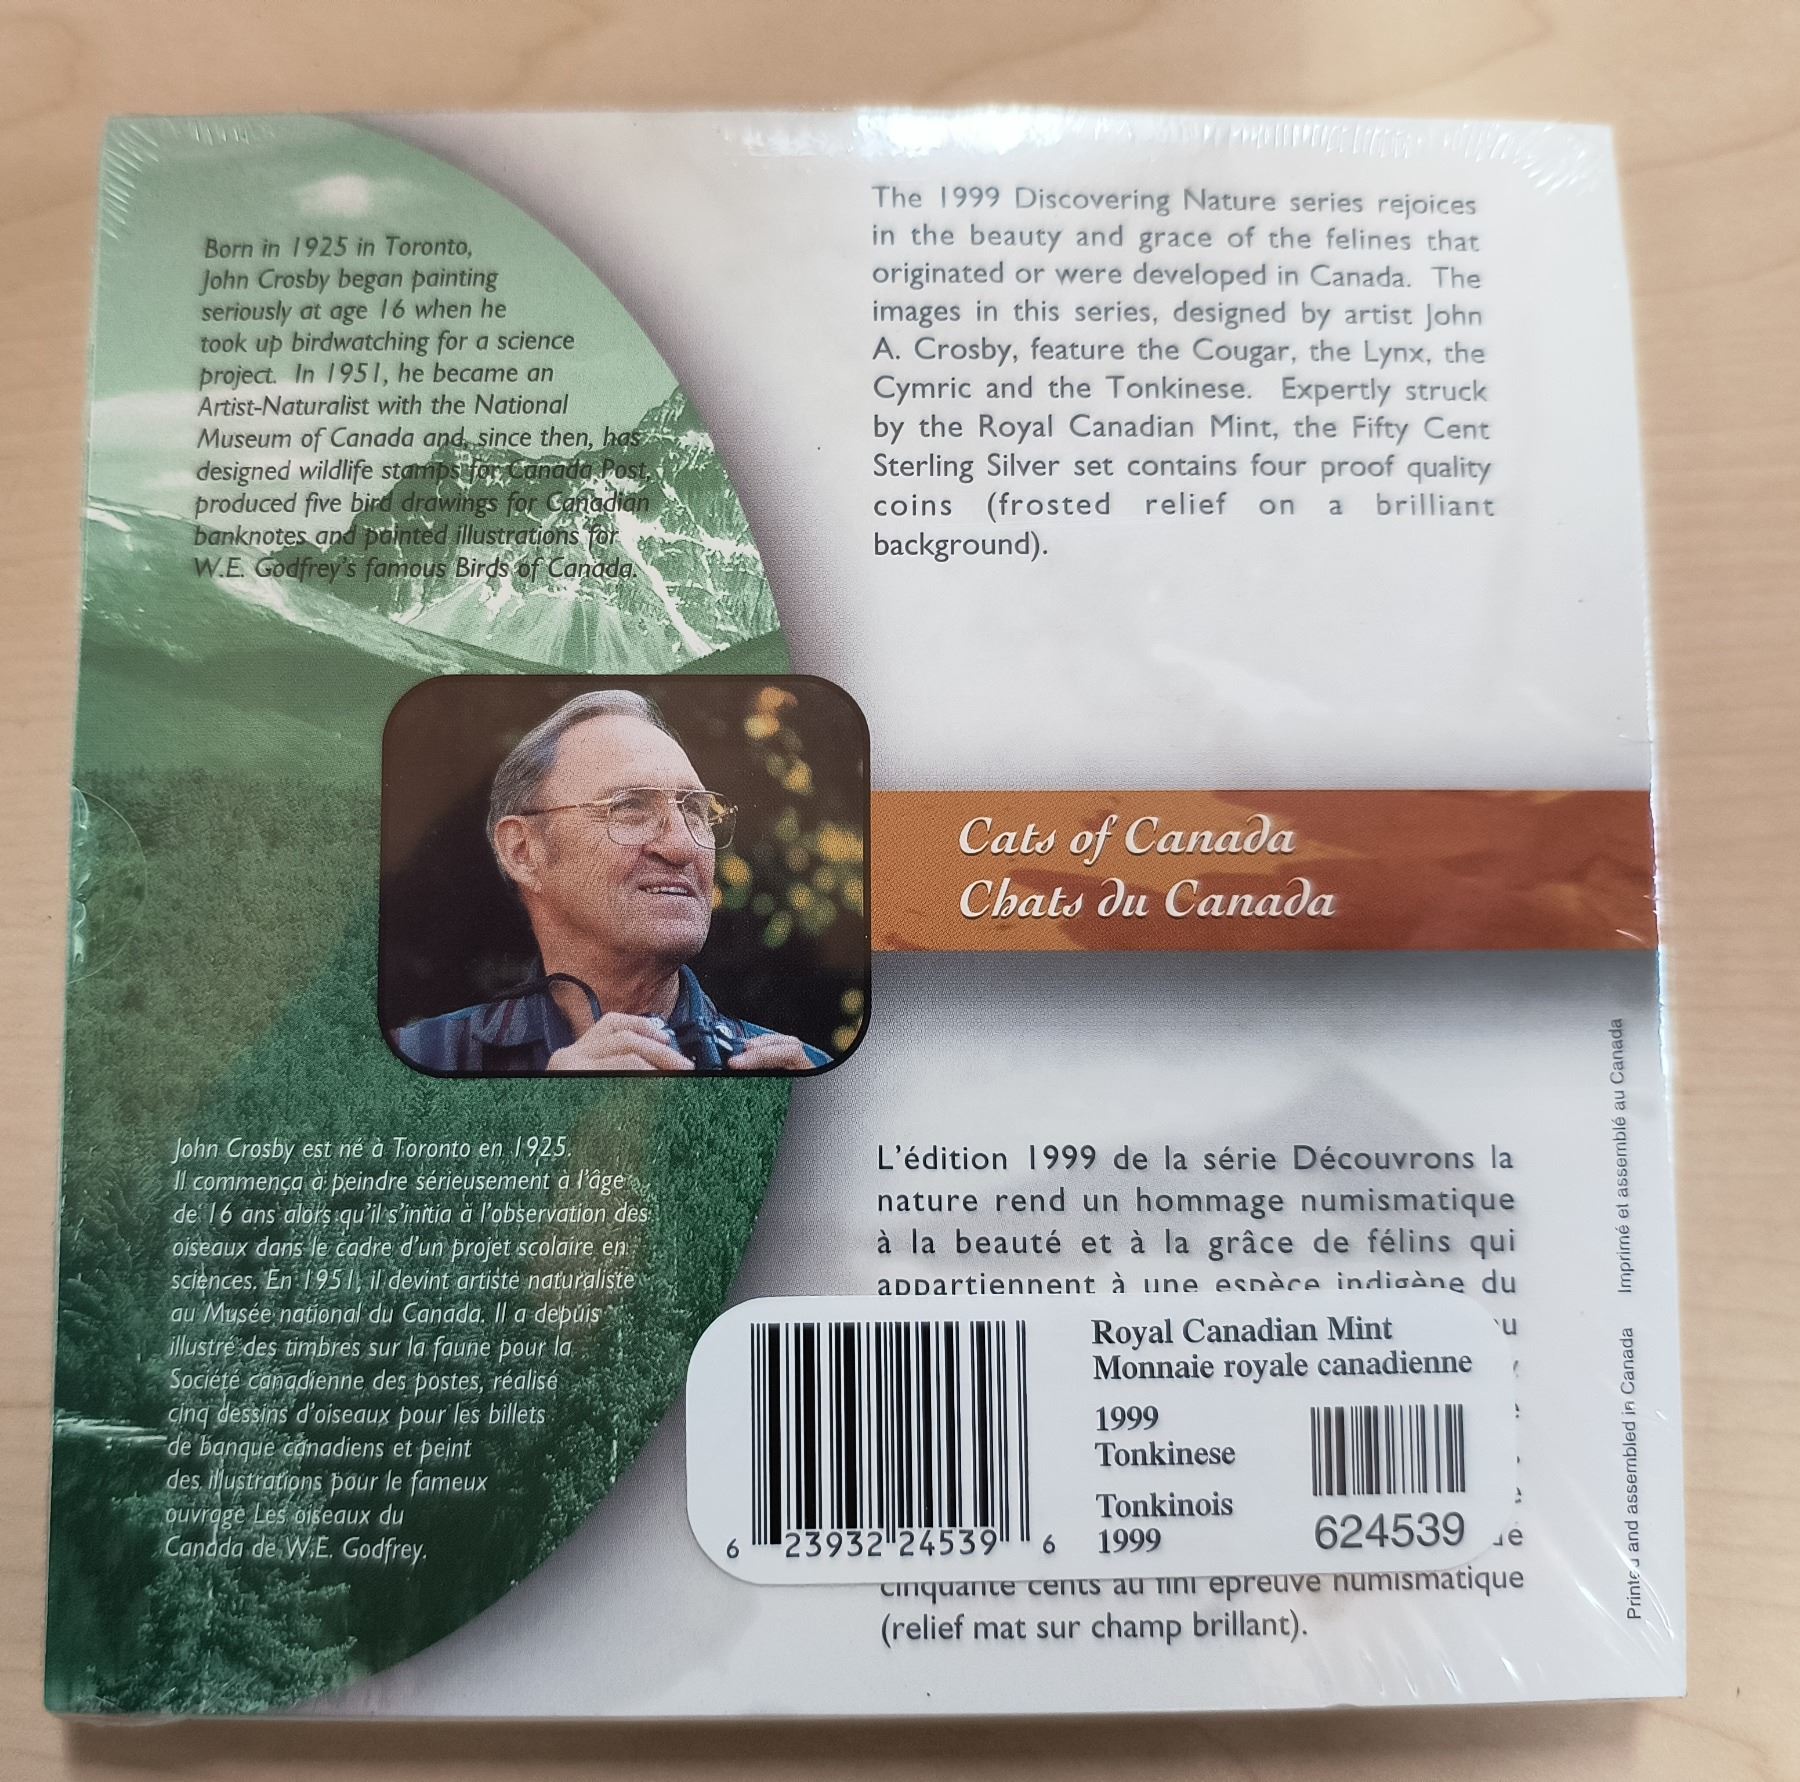 Born in 1925 in Toronto,
John Crosby began painting
seriously at age 16 when he
took up birdwatching for a science
project. In 1951, he became an
Artist-Naturalist with the National
Museum of Canada and, since then, has
designed wildlife stamps for Canada Post,
produced five bird drawings for Canadian
banknotes and painted illustrations for
W.E. Godfrey's famous Birds of Canada.
The 1999 Discovering Nature series rejoices
in the beauty and grace of the felines that
originated or were developed in Canada. The
images in this series, designed by artist John
A. Crosby, feature the Cougar, the Lynx, the
Cymric and the Tonkinese. Expertly struck
by the Royal Canadian Mint, the Fifty Cent
Sterling Silver set contains four proof quality
coins (frosted relief on a brilliant
background).
Cats of Canada
Chats du Canada
John Crosby est né à Toronto en 1925.
Il commença à peindre sérieusement à l'âge
de 16 ans alors qu'il s'initia à l'observation des
oiseaux dans le cadre d'un projet scolaire en
sciences. En 1951, il devint artiste naturaliste
au Musée national du Canada. Il a depuis
illustré des timbres sur la faune pour la
Société canadienne des postes, réalisé
cinq dessins d'oiseaux pour les billets
de banque canadiens et peint
des illustrations pour le fameux
ouvrage Les oiseaux du
Canada de W.E. Godfrey.
L'édition 1999 de la série Découvrons la
nature rend un hommage numismatique
à la beauté et à la grâce de félins qui
appartiennent à une espèce indigène du
cinquante cents au fini épreuve numismatique
(relief mat sur champ brillant).
Royal Canadian Mint
Monnaie royale canadienne
1999
Tonkinese
Tonkinois
1999
6 23932 24539 6
624539
Printed and assembled in Canada Imprimé et assemblé au Canada